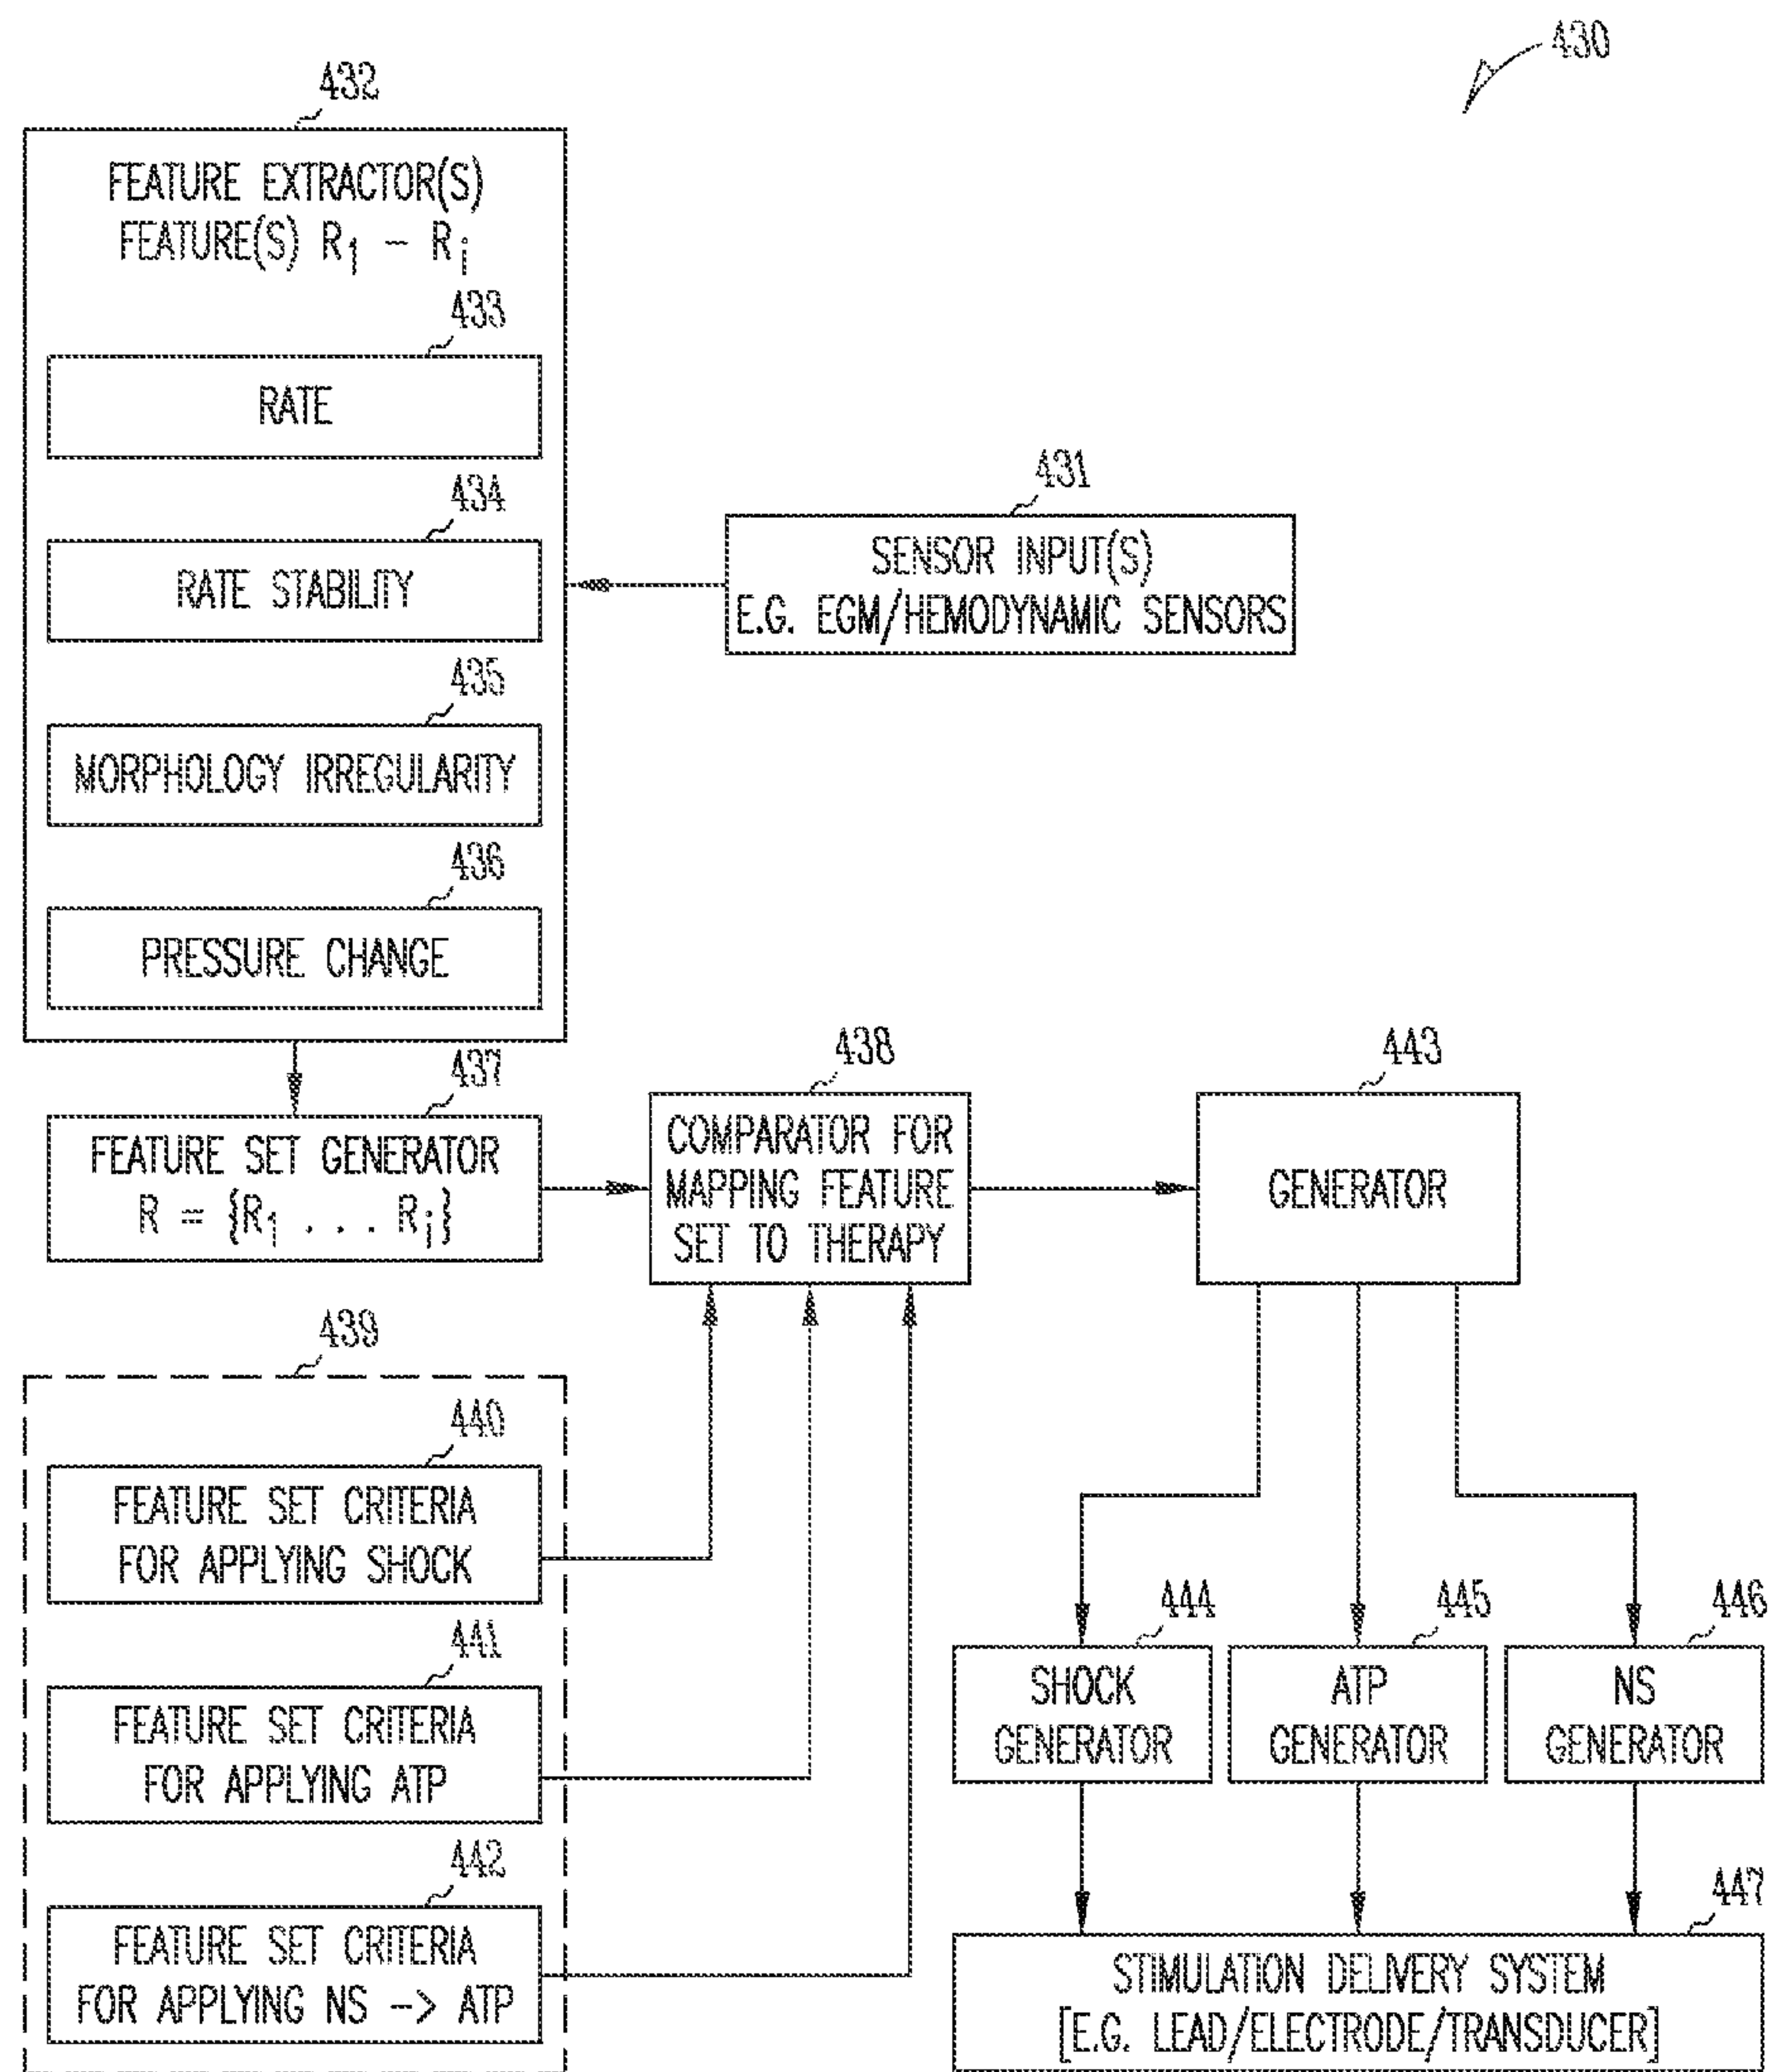 430
432
FEATURE EXTRACTOR(S)
FEATURE(S) R1 – Ri
433
RATE
434
RATE STABILITY
435
MORPHOLOGY IRREGULARITY
436
PRESSURE CHANGE
431
SENSOR INPUT(S)
E.G. EGM/HEMODYNAMIC SENSORS
437
FEATURE SET GENERATOR
R = {R1 . . . Ri}
438
COMPARATOR FOR
MAPPING FEATURE
SET TO THERAPY
443
GENERATOR
439
440
FEATURE SET CRITERIA
FOR APPLYING SHOCK
441
FEATURE SET CRITERIA
FOR APPLYING ATP
442
FEATURE SET CRITERIA
FOR APPLYING NS –> ATP
444
SHOCK
GENERATOR
445
ATP
GENERATOR
446
NS
GENERATOR
447
STIMULATION DELIVERY SYSTEM
[E.G. LEAD/ELECTRODE/TRANSDUCER]